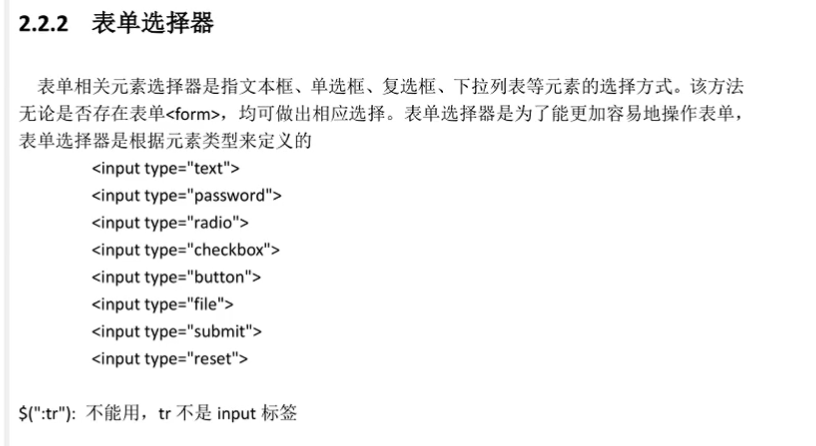 2.2.2 表单选择器
表单相关元素选择器是指文本框、单选框、复选框、下拉列表等元素的选择方式。该方法
无论是否存在表单<form>，均可做出相应选择。表单选择器是为了能更加容易地操作表单，
表单选择器是根据元素类型来定义的
<input type="text">
<input type="password">
<input type="radio">
<input type="checkbox">
<input type="button">
<input type="file">
<input type="submit">
<input type="reset">
$(":tr"): 不能用，tr 不是 input 标签